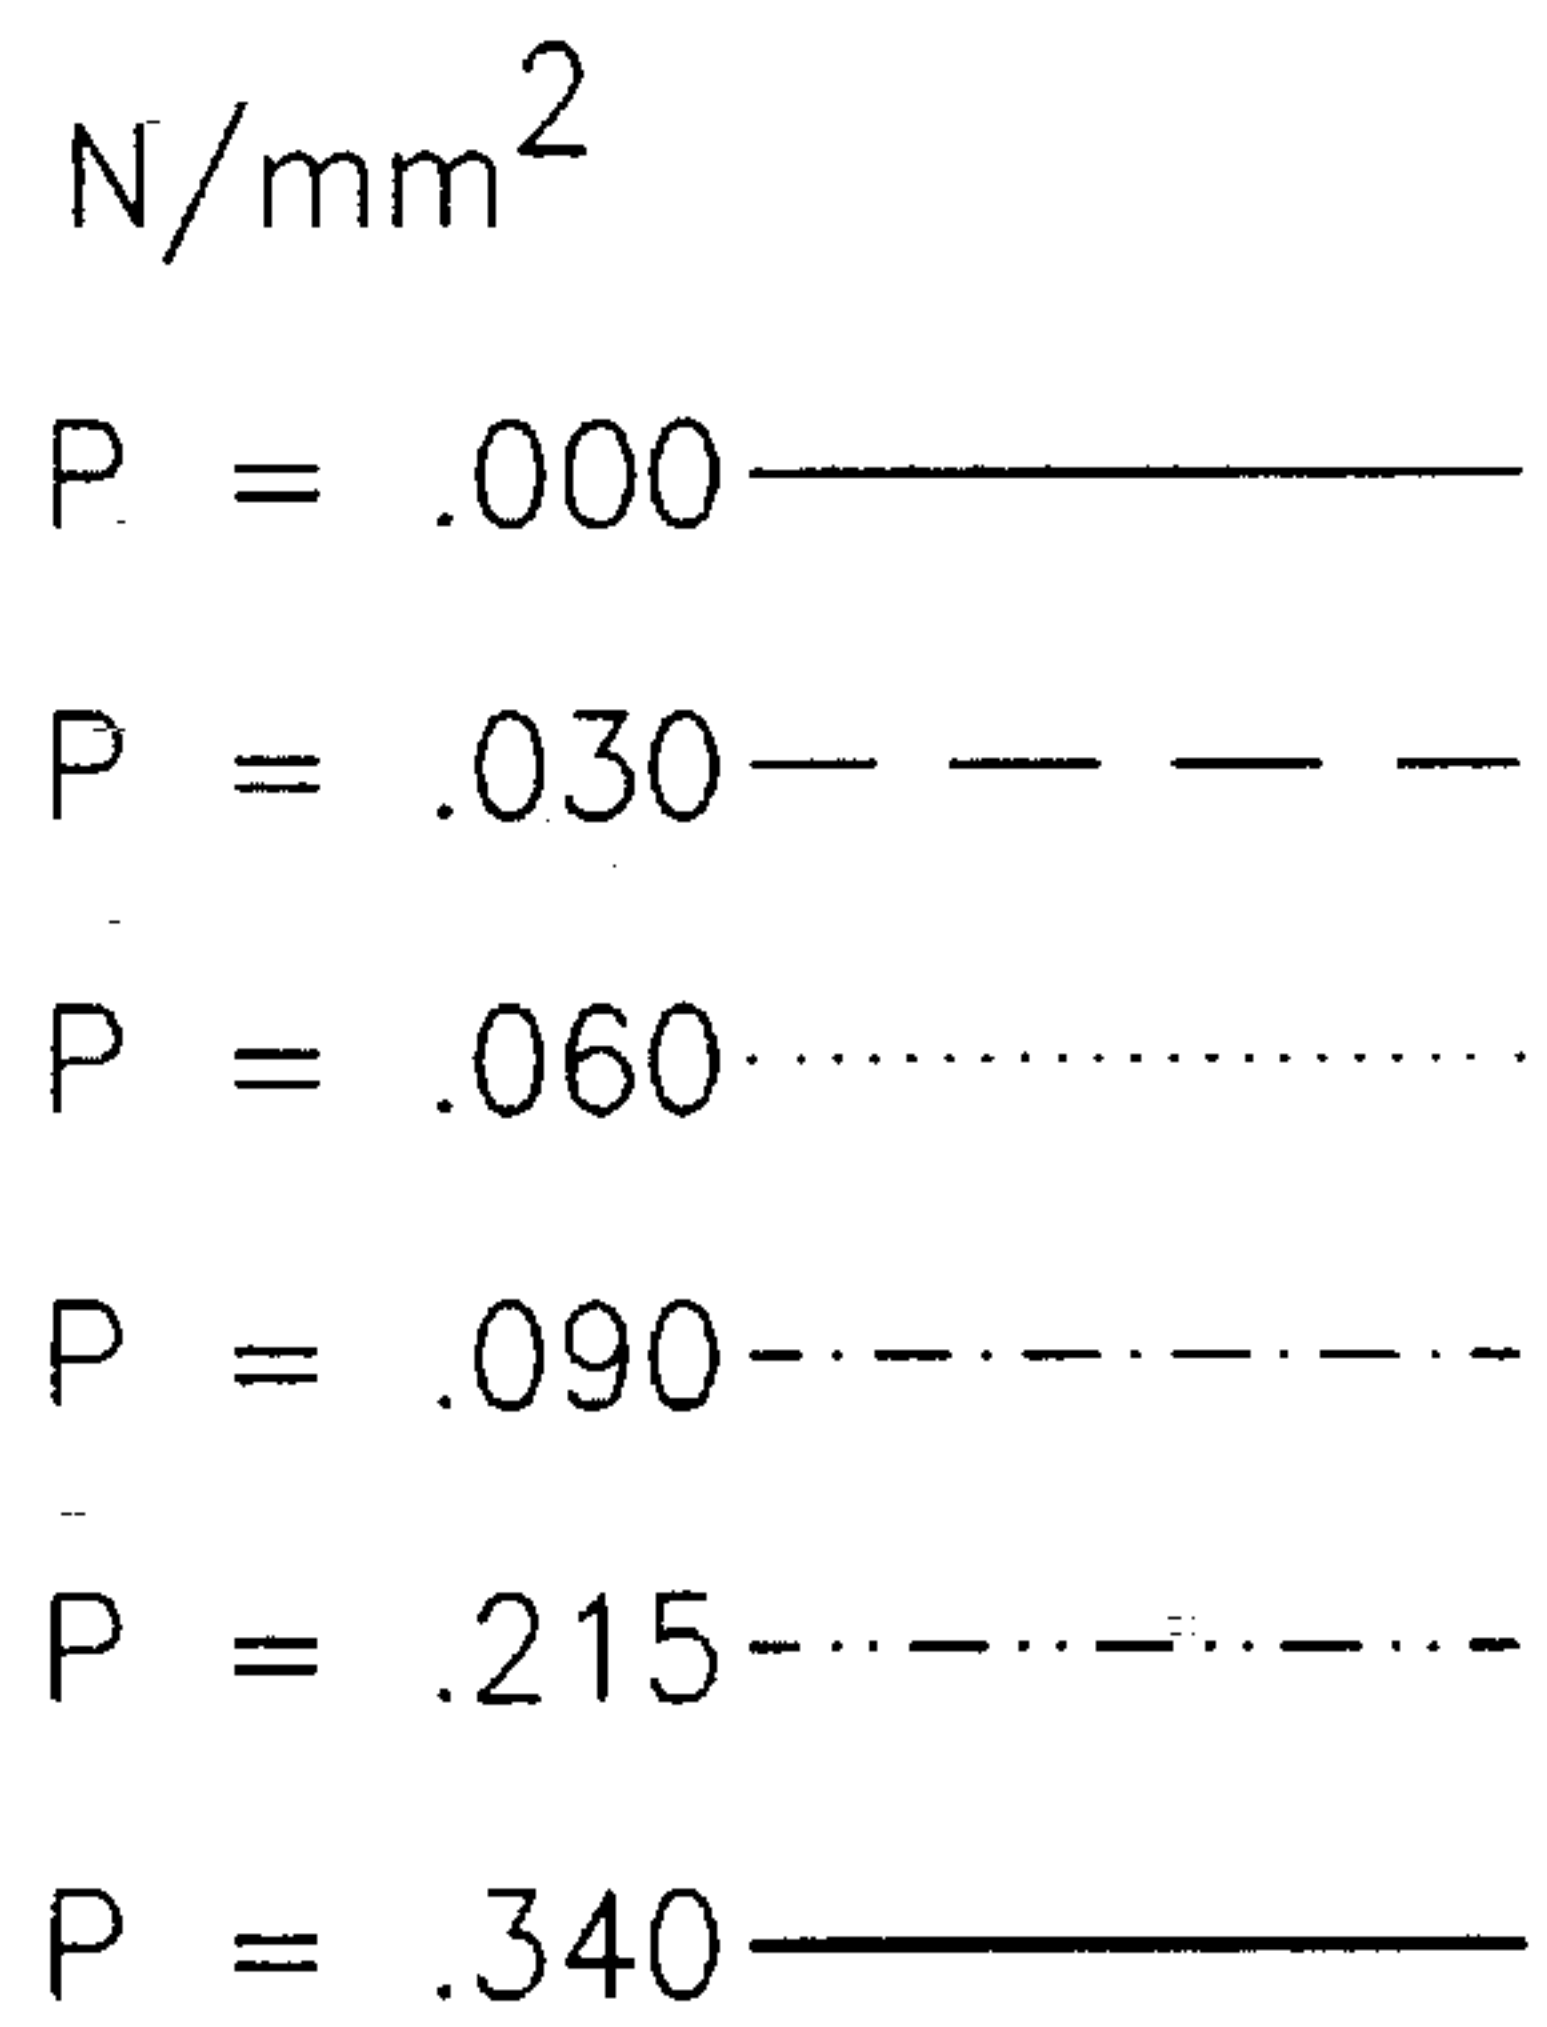 N/mm²
P = .000
P = .030
P = .060
P = .090
P = .215
P = .340